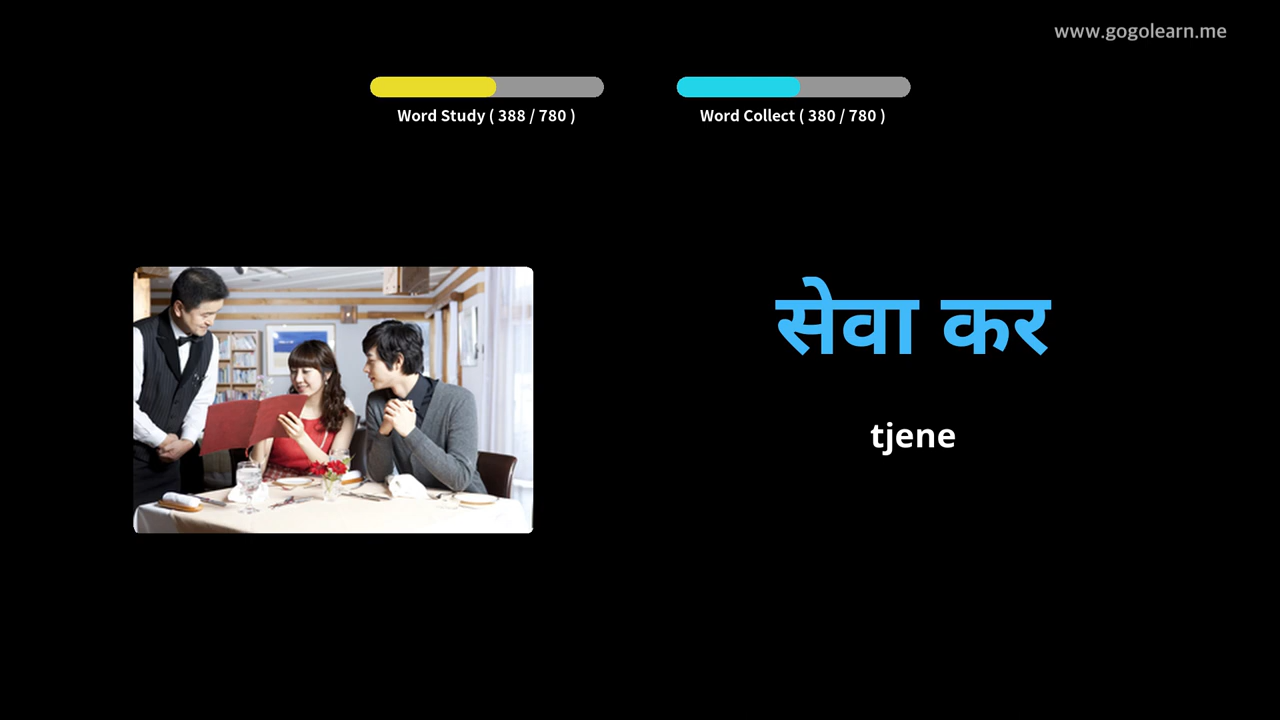 www.gogolearn.me
Word Study ( 388 / 780 )
Word Collect ( 380 / 780 )
सेवा कर
tjene